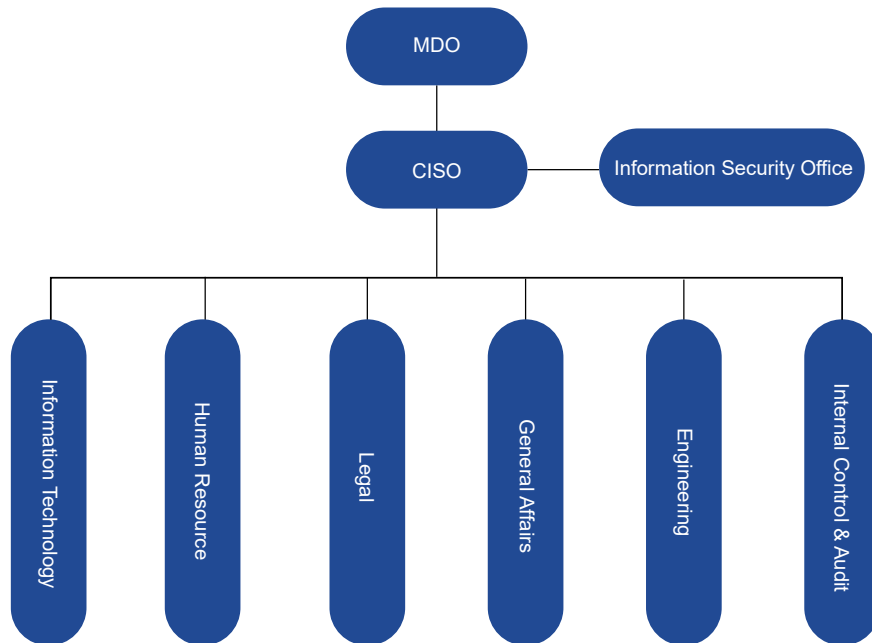 MDO
CISO
Information Security Office
Information Technology
Human Resource
Legal
General Affairs
Engineering
Internal Control & Audit